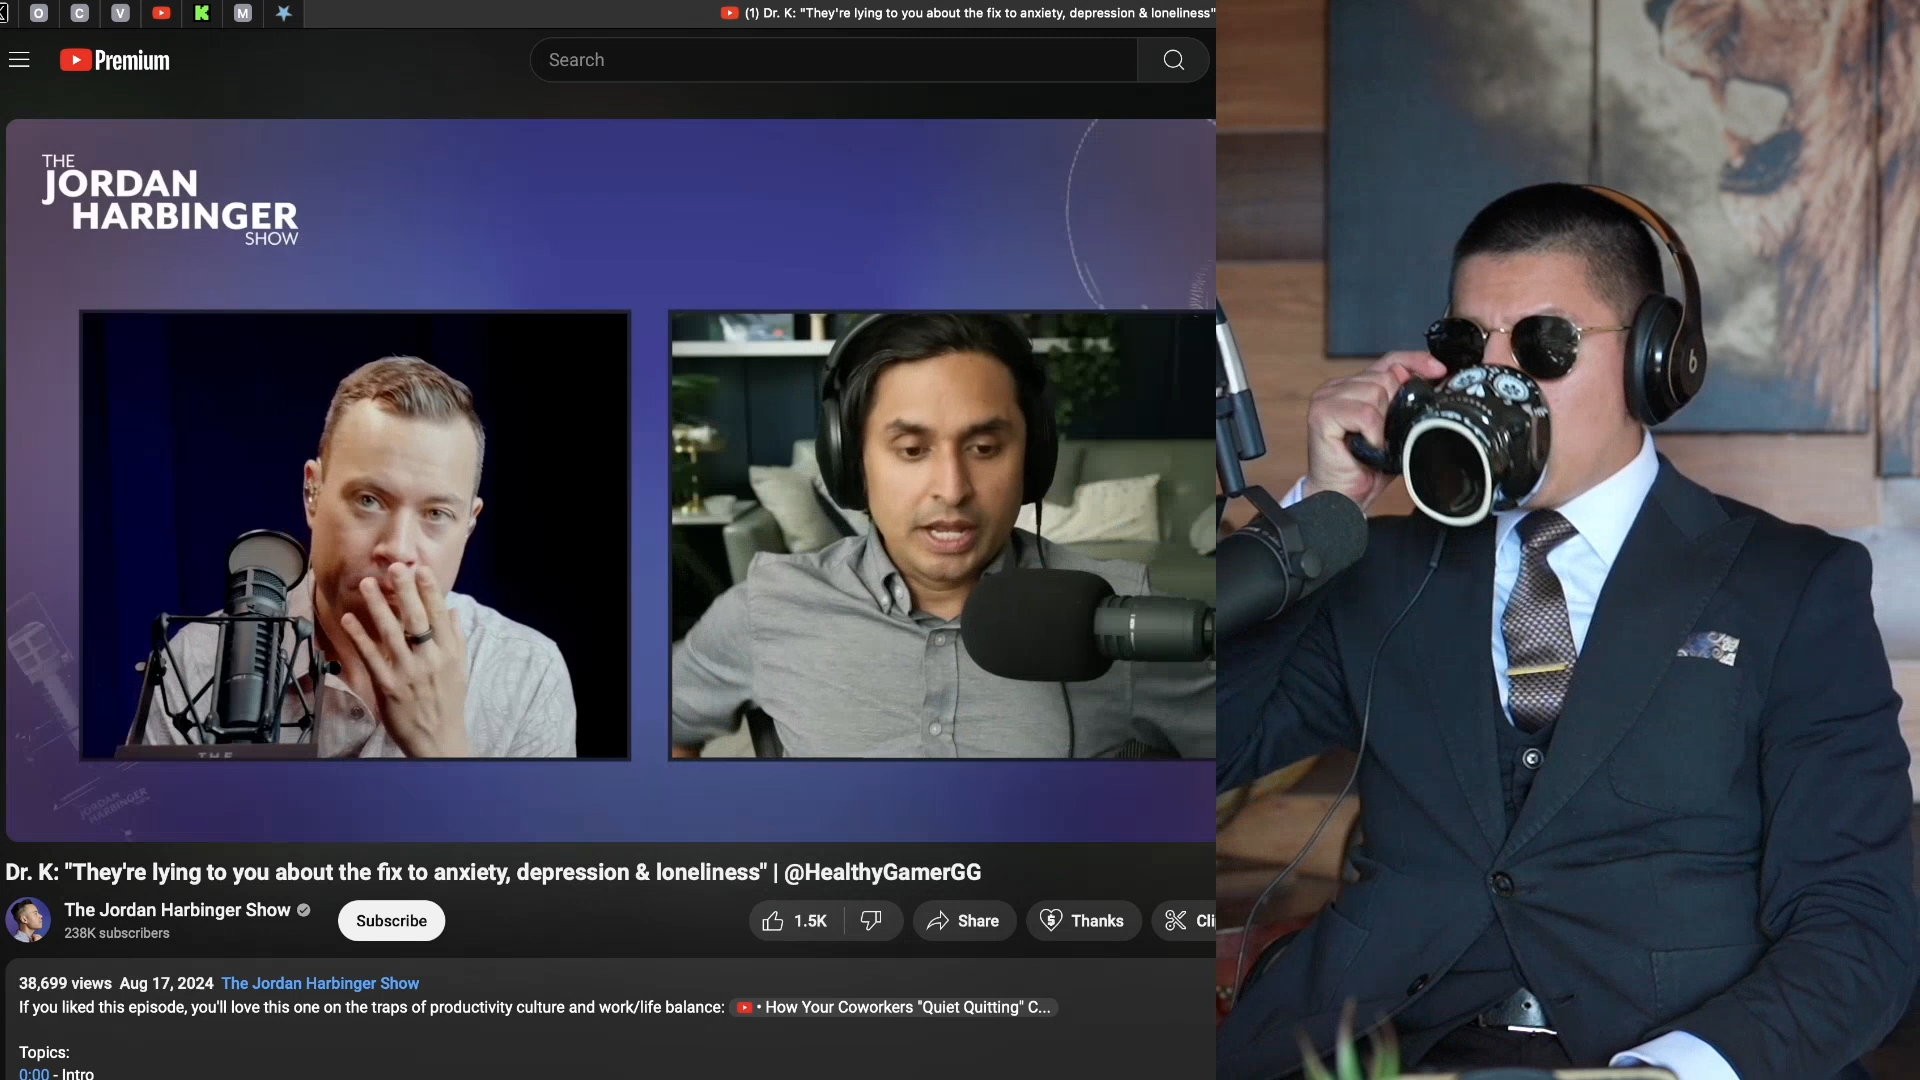 O C V K M
(1) Dr. K: "They're lying to you about the fix to anxiety, depression & loneliness"
Premium
Search
THE
JORDAN
HARBINGER
SHOW
THE
JORDAN
HARBINGER
b
Dr. K: "They're lying to you about the fix to anxiety, depression & loneliness" | @HealthyGamerGG
The Jordan Harbinger Show
238K subscribers
Subscribe
1.5K
Share
Thanks
Cli
38,699 views Aug 17, 2024 The Jordan Harbinger Show
If you liked this episode, you'll love this one on the traps of productivity culture and work/life balance: • How Your Coworkers "Quiet Quitting" C...
Topics:
0:00 - Intro